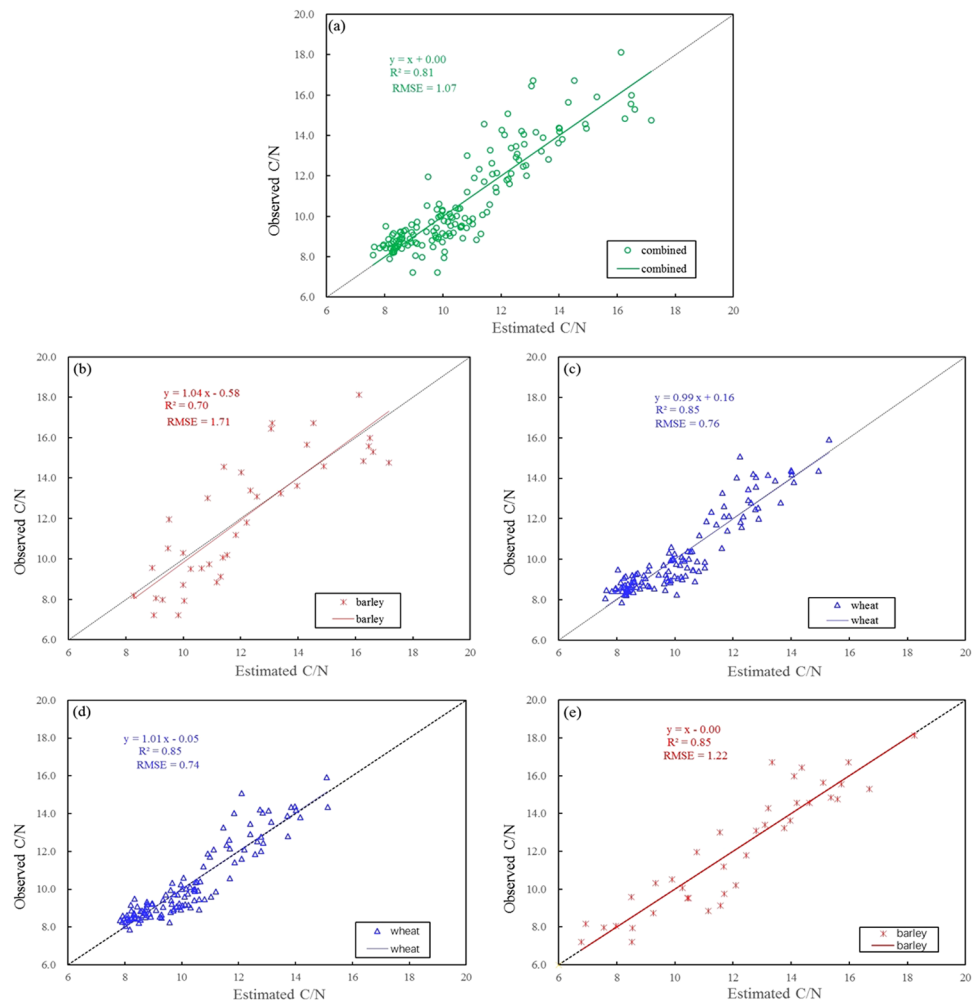 (a)
y = x + 0.00
R² = 0.81
RMSE = 1.07
20.0
18.0
16.0
14.0
12.0
10.0
8.0
6.0
Observed C/N
6 8 10 12 14 16 18 20
Estimated C/N
combined
combined
(b)
y = 1.04 x - 0.58
R² = 0.70
RMSE = 1.71
20.0
18.0
16.0
14.0
12.0
10.0
8.0
6.0
Observed C/N
6 8 10 12 14 16 18 20
Estimated C/N
barley
barley
(c)
y = 0.99 x + 0.16
R² = 0.85
RMSE = 0.76
20.0
18.0
16.0
14.0
12.0
10.0
8.0
6.0
Observed C/N
6 8 10 12 14 16 18 20
Estimated C/N
wheat
wheat
(d)
y = 1.01 x - 0.05
R² = 0.85
RMSE = 0.74
20.0
18.0
16.0
14.0
12.0
10.0
8.0
6.0
Observed C/N
6 8 10 12 14 16 18 20
Estimated C/N
wheat
wheat
(e)
y = x - 0.00
R² = 0.85
RMSE = 1.22
20.0
18.0
16.0
14.0
12.0
10.0
8.0
6.0
Observed C/N
6 8 10 12 14 16 18 20
Estimated C/N
barley
barley